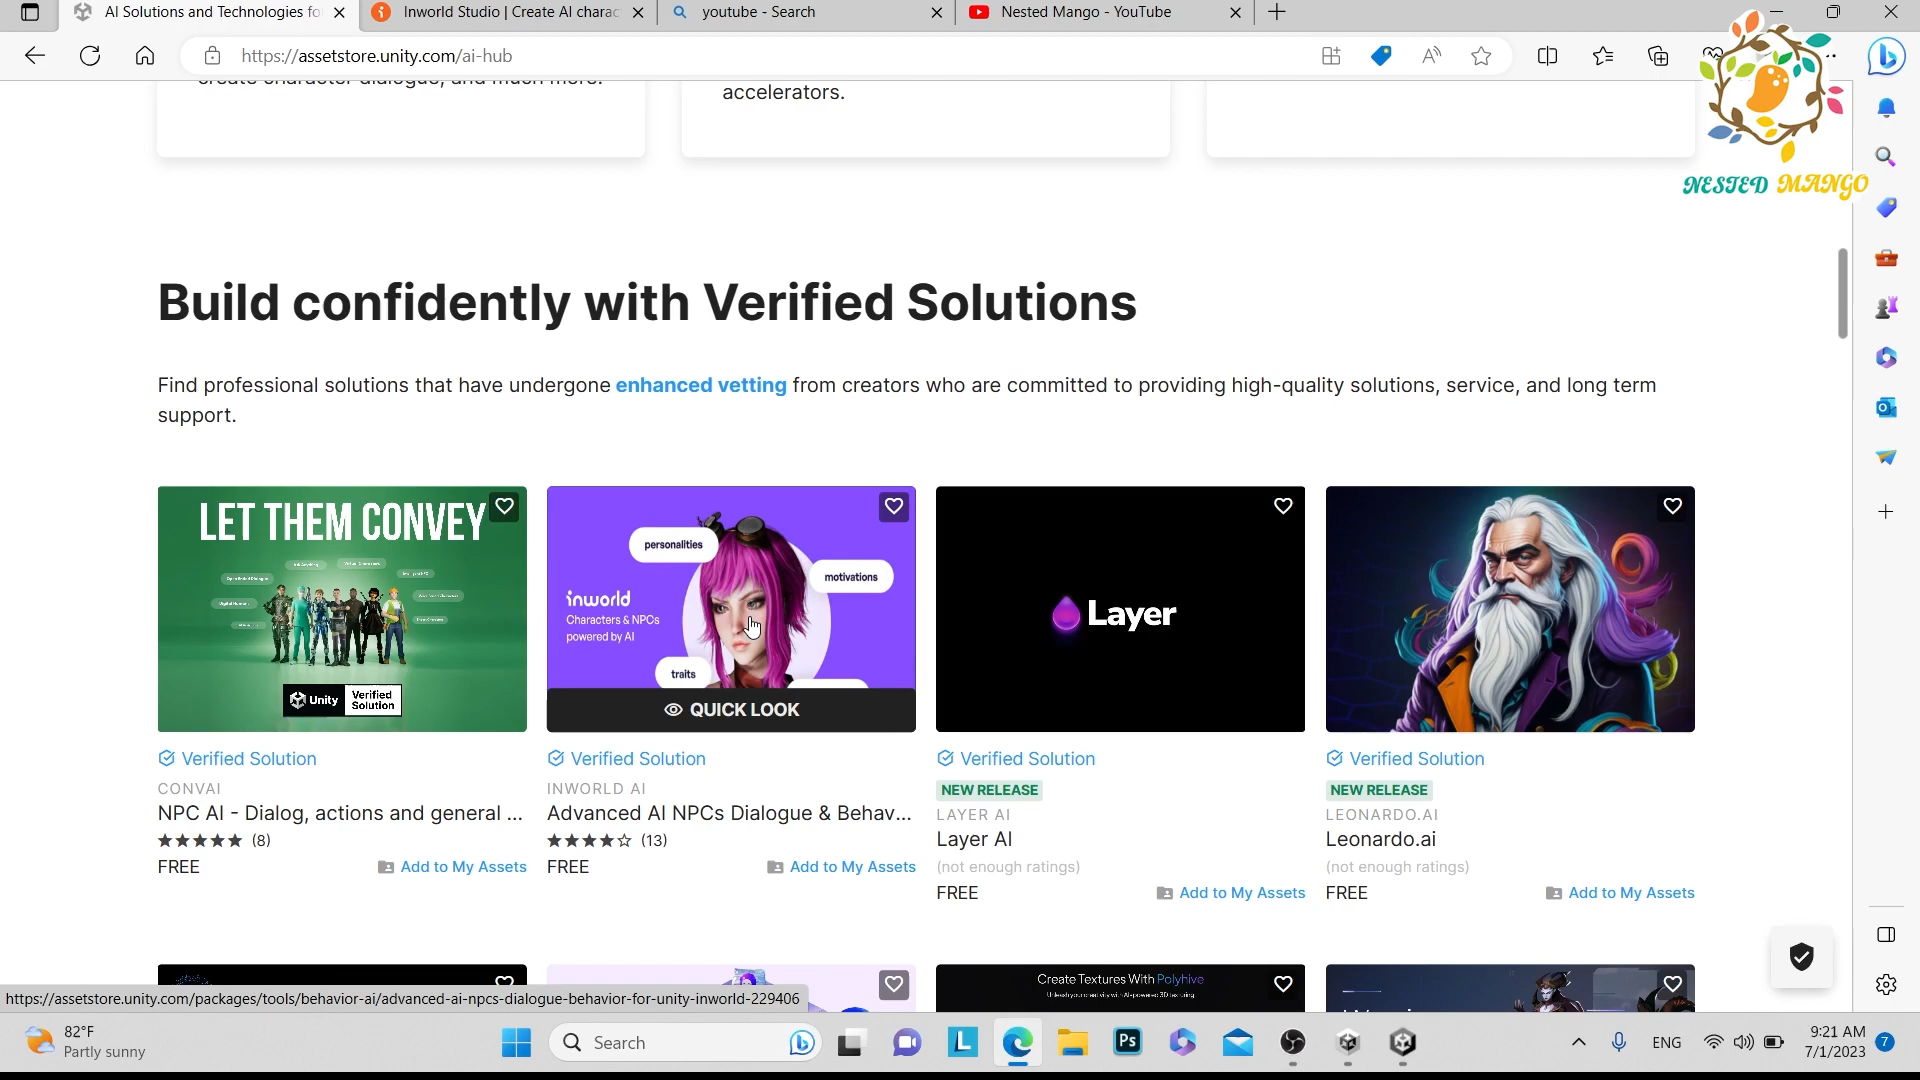 AI Solutions and Technologies fo
Inworld Studio | Create AI charac
youtube - Search
Nested Mango - YouTube
https://assetstore.unity.com/ai-hub
create character dialogue, and much more.
accelerators.
NESTED MANGO
Build confidently with Verified Solutions
Find professional solutions that have undergone enhanced vetting from creators who are committed to providing high-quality solutions, service, and long term
support.
LET THEM CONVEY
Unity Verified Solution
personalities
motivations
inworld
Characters & NPCs
powered by AI
traits
QUICK LOOK
Layer
Verified Solution
CONVAI
NPC AI - Dialog, actions and general ...
(8)
FREE
Add to My Assets
Verified Solution
INWORLD AI
Advanced AI NPCs Dialogue & Behav...
(13)
FREE
Add to My Assets
Verified Solution
NEW RELEASE
LAYER AI
Layer AI
(not enough ratings)
FREE
Add to My Assets
Verified Solution
NEW RELEASE
LEONARDO.AI
Leonardo.ai
(not enough ratings)
FREE
Add to My Assets
Create Textures With Polyhive
https://assetstore.unity.com/packages/tools/behavior-ai/advanced-ai-npcs-dialogue-behavior-for-unity-inworld-229406
82°F
Partly sunny
Search
L
Ps
ENG
9:21 AM
7/1/2023
7